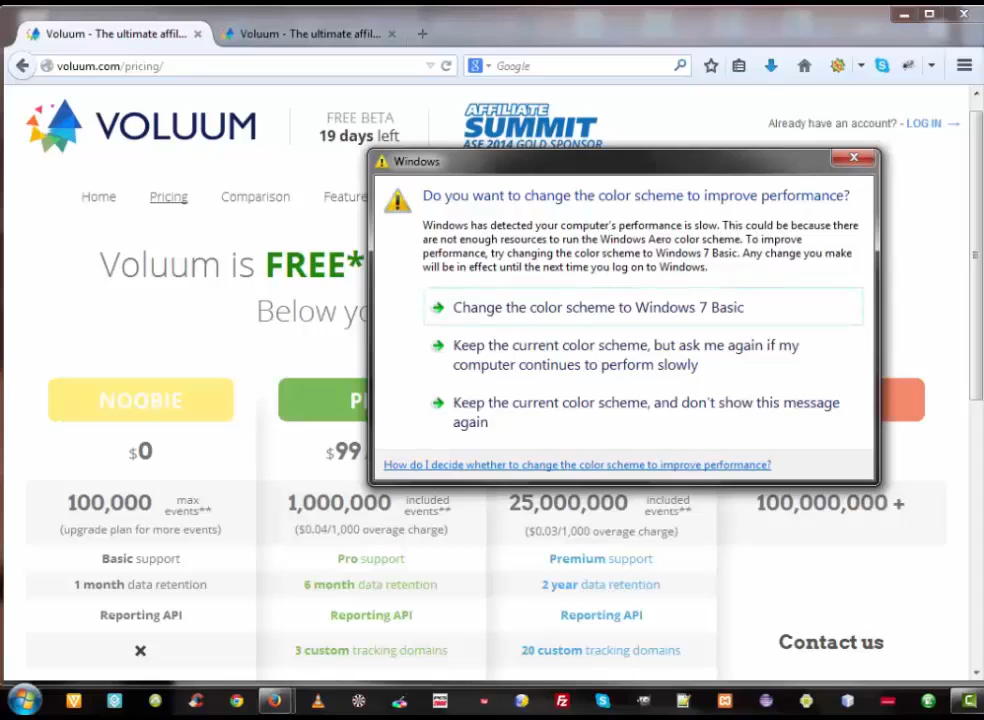 Voluum - The ultimate affil...
Voluum - The ultimate affil...
voluum.com/pricing/
Google
VOLUUM
FREE BETA
19 days left
AFFILIATE
SUMMIT
ASE 2014 GOLD SPONSOR
Already have an account? - LOG IN →
Home
Pricing
Comparison
Feature
Voluum is FREE*
Below yo
Windows
Do you want to change the color scheme to improve performance?
Windows has detected your computer's performance is slow. This could be because there
are not enough resources to run the Windows Aero color scheme. To improve
performance, try changing the color scheme to Windows 7 Basic. Any change you make
will be in effect until the next time you log on to Windows.
Change the color scheme to Windows 7 Basic
Keep the current color scheme, but ask me again if my
computer continues to perform slowly
Keep the current color scheme, and don't show this message
again
How do I decide whether to change the color scheme to improve performance?
NOOBIE
$0
$99
100,000 max events**
(upgrade plan for more events)
Basic support
1 month data retention
Reporting API
1,000,000 included events**
($0.04/1,000 overage charge)
Pro support
6 month data retention
Reporting API
3 custom tracking domains
25,000,000 included events**
($0.03/1,000 overage charge)
Premium support
2 year data retention
Reporting API
20 custom tracking domains
100,000,000 +
Contact us